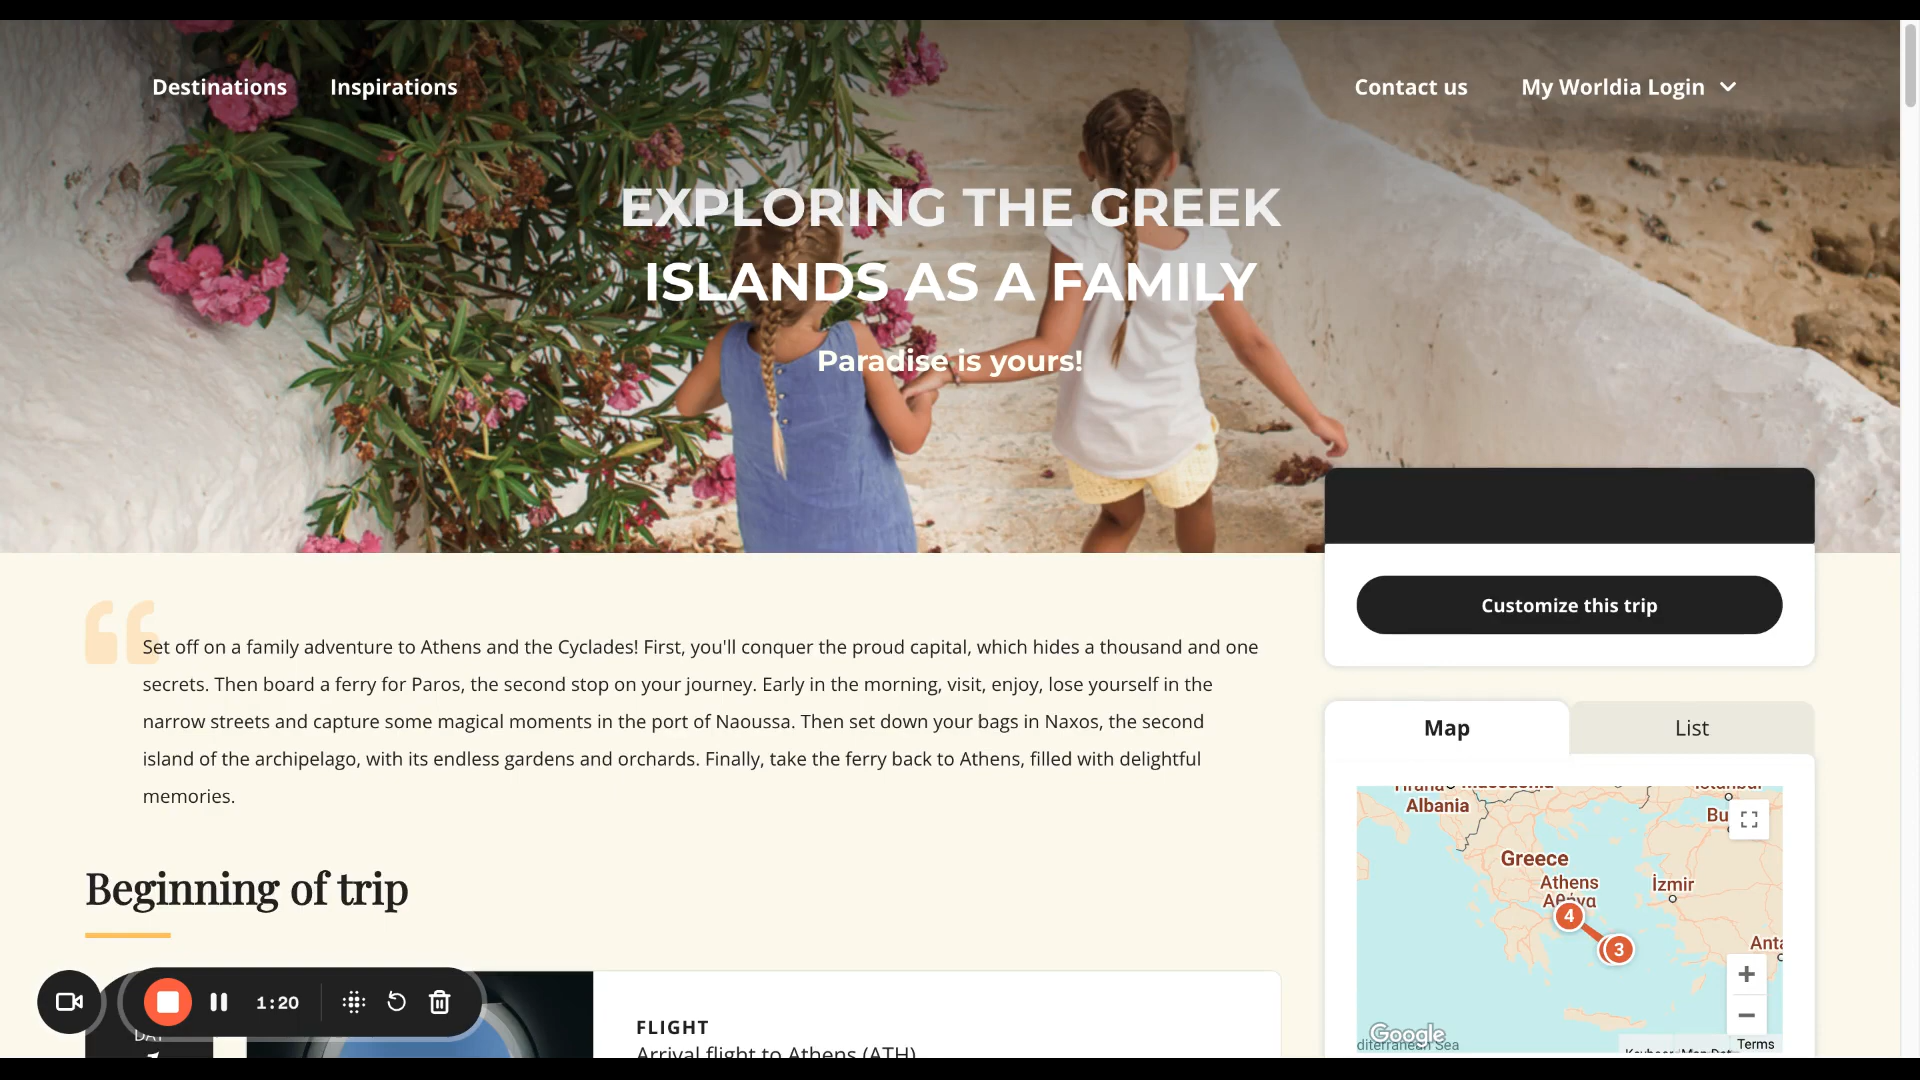 Destinations
Inspirations
Contact us
My Worldia Login
EXPLORING THE GREEK
ISLANDS AS A FAMILY
Paradise is yours!
Customize this trip
Set off on a family adventure to Athens and the Cyclades! First, you'll conquer the proud capital, which hides a thousand and one
secrets. Then board a ferry for Paros, the second stop on your journey. Early in the morning, visit, enjoy, lose yourself in the
narrow streets and capture some magical moments in the port of Naoussa. Then set down your bags in Naxos, the second
island of the archipelago, with its endless gardens and orchards. Finally, take the ferry back to Athens, filled with delightful
memories.
Map
List
Albania
Bu
Greece
Athens
Αθήνα
İzmir
4
3
Anta
Google
diterranean Sea
Terms
Beginning of trip
1:20
DAY
FLIGHT
Arrival flight to Athens (ATH)